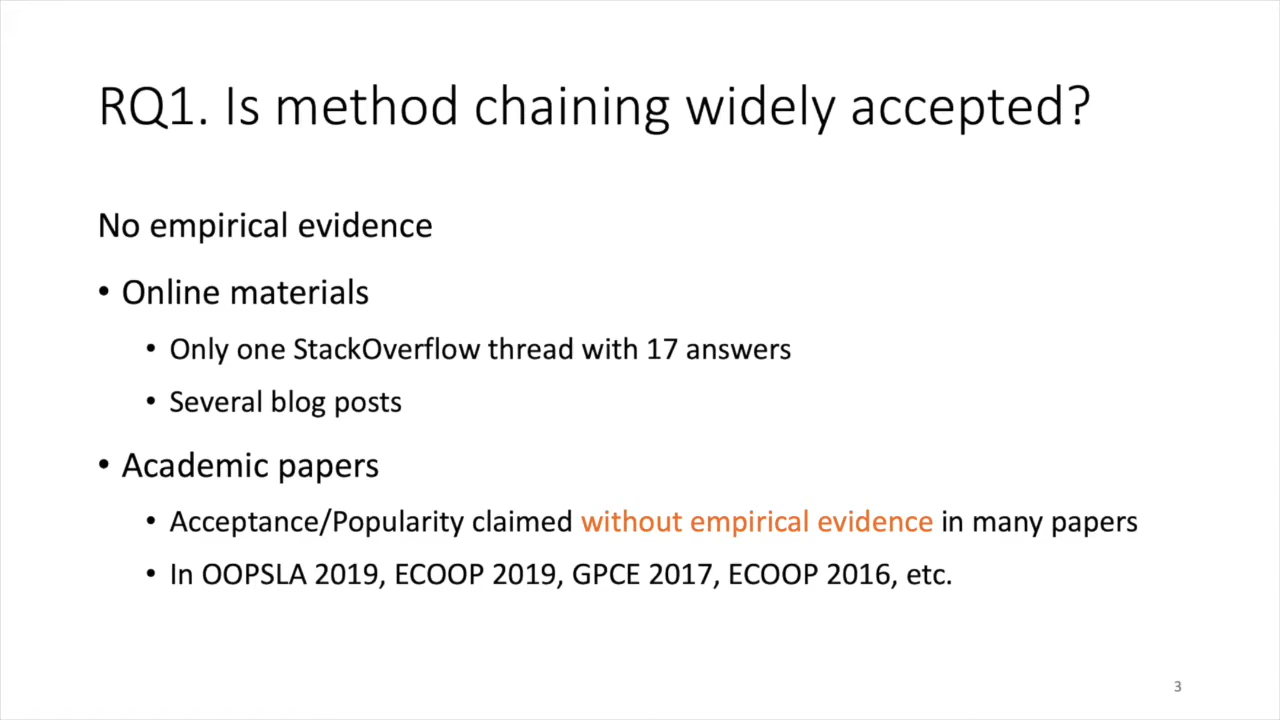 RQ1. Is method chaining widely accepted?
No empirical evidence
• Online materials
• Only one StackOverflow thread with 17 answers
• Several blog posts
• Academic papers
• Acceptance/Popularity claimed without empirical evidence in many papers
• In OOPSLA 2019, ECOOP 2019, GPCE 2017, ECOOP 2016, etc.
3